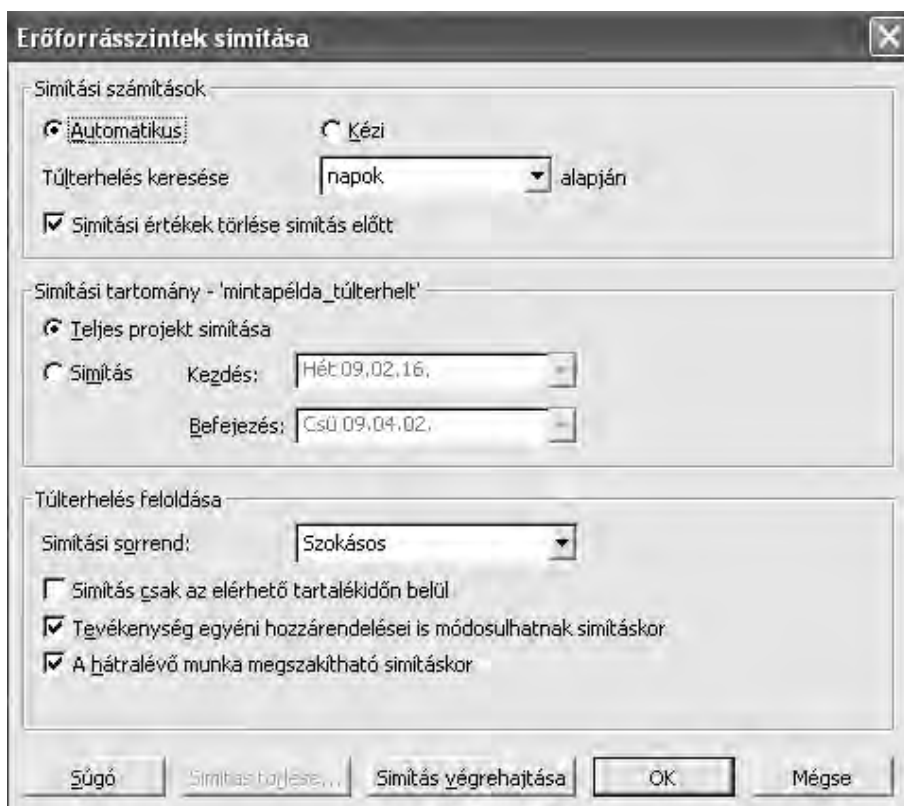 Erőforrásszintek simítása
Simítási számítások
Automatikus Kézi
Túlterhelés keresése napok alapján
Simítási értékek törlése simítás előtt
Simítási tartomány - 'mintapélda_túlterhelt'
Teljes projekt simítása
Simítás Kezdés: Hét 09.02.16.
Befejezés: Csü 09.04.02.
Túlterhelés feloldása
Simítási sorrend: Szokásos
Simítás csak az elérhető tartalékidőn belül
Tevékenység egyéni hozzárendelései is módosulhatnak simításkor
A hátralévő munka megszakítható simításkor
Súgó Simítás törlése... Simítás végrehajtása OK Mégse